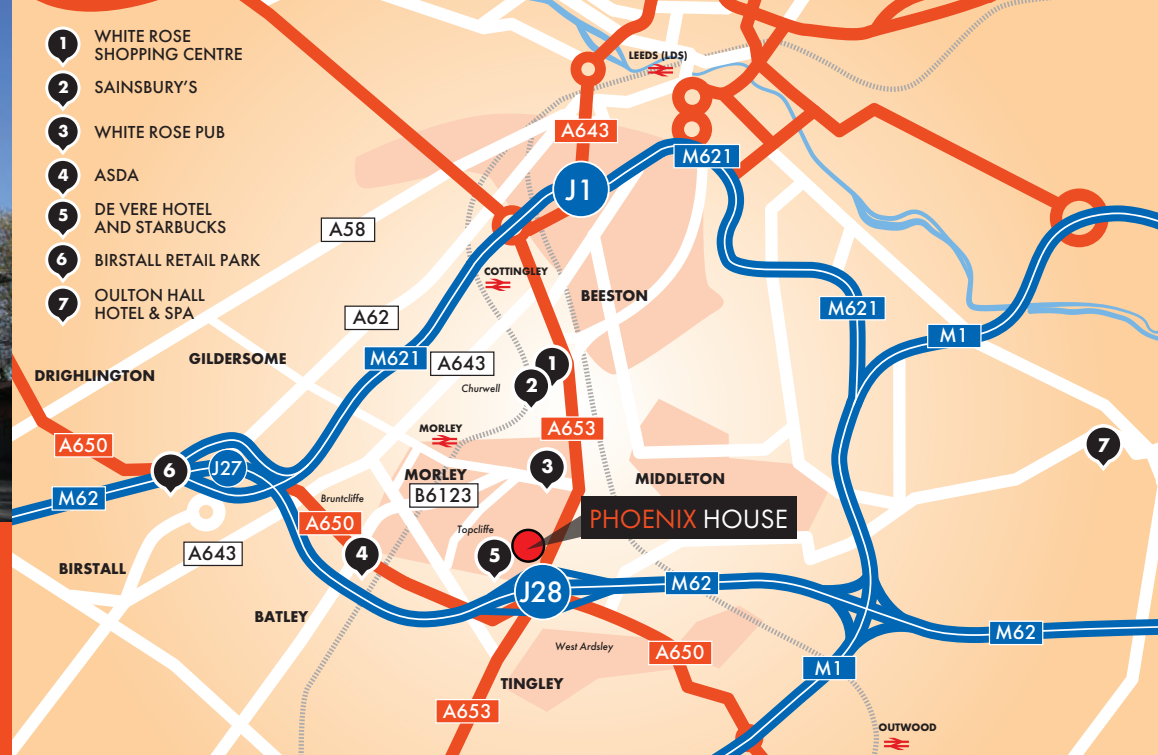 1 WHITE ROSE
SHOPPING CENTRE
2 SAINSBURY'S
3 WHITE ROSE PUB
4 ASDA
5 DE VERE HOTEL
AND STARBUCKS
6 BIRSTALL RETAIL PARK
7 OULTON HALL
HOTEL & SPA
LEEDS (LDS)
A643
M621
J1
A58
COTTINGLEY
BEESTON
A62
M621
M1
GILDERSOME
M621
A643
1
DRIGHLINGTON
Churwell
2
MORLEY
A653
A650
7
6
J27
MORLEY
3
MIDDLETON
M62
Bruntcliffe
B6123
A650
PHOENIX HOUSE
Topcliffe
A643
4
5
BIRSTALL
J28
M62
BATLEY
M62
West Ardsley
A650
M1
TINGLEY
A653
OUTWOOD